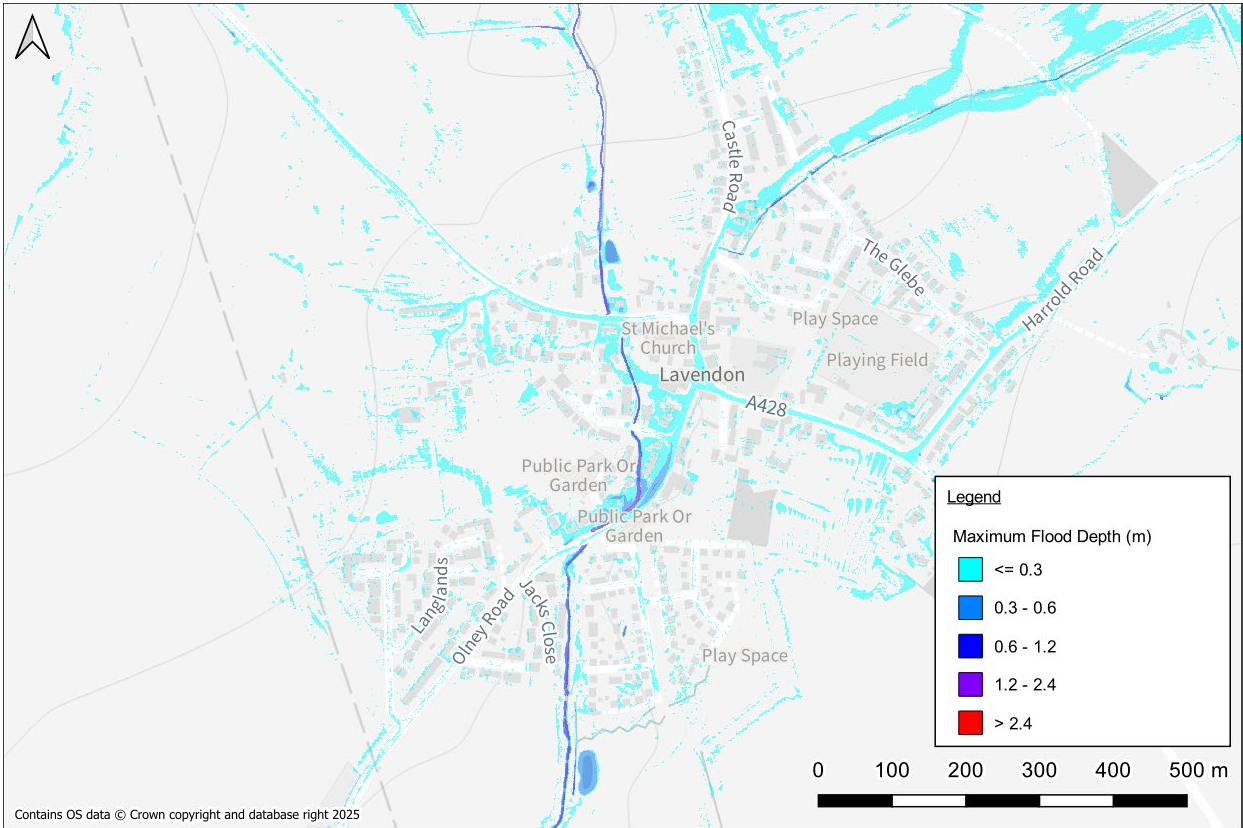 Castle Road
The Glebe
Harrold Road
Play Space
St Michael's
Church
Playing Field
Lavendon
A428
Public Park Or
Garden
Public Park Or
Garden
Langlands
Olney Road
Jacks Close
Play Space
Legend
Maximum Flood Depth (m)
<= 0.3
0.3 - 0.6
0.6 - 1.2
1.2 - 2.4
> 2.4
0 100 200 300 400 500 m
Contains OS data © Crown copyright and database right 2025